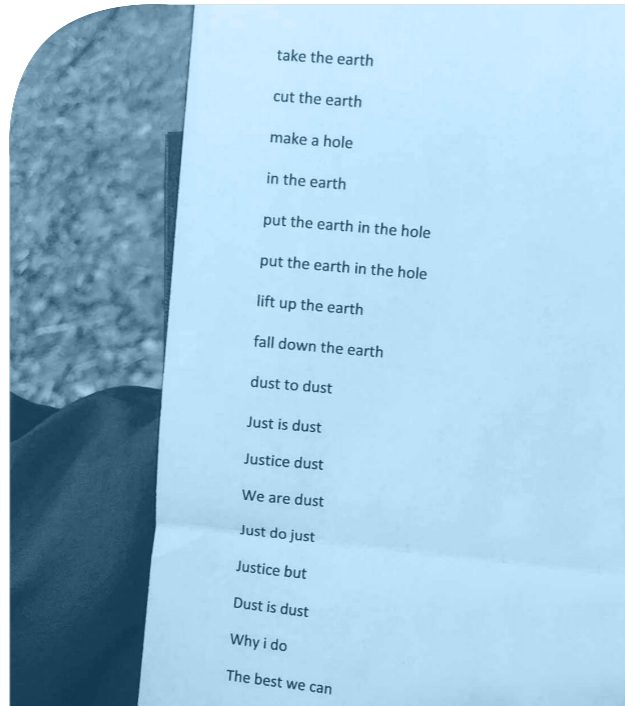 take the earth
cut the earth
make a hole
in the earth
put the earth in the hole
put the earth in the hole
lift up the earth
fall down the earth
dust to dust
Just is dust
Justice dust
We are dust
Just do just
Justice but
Dust is dust
Why i do
The best we can